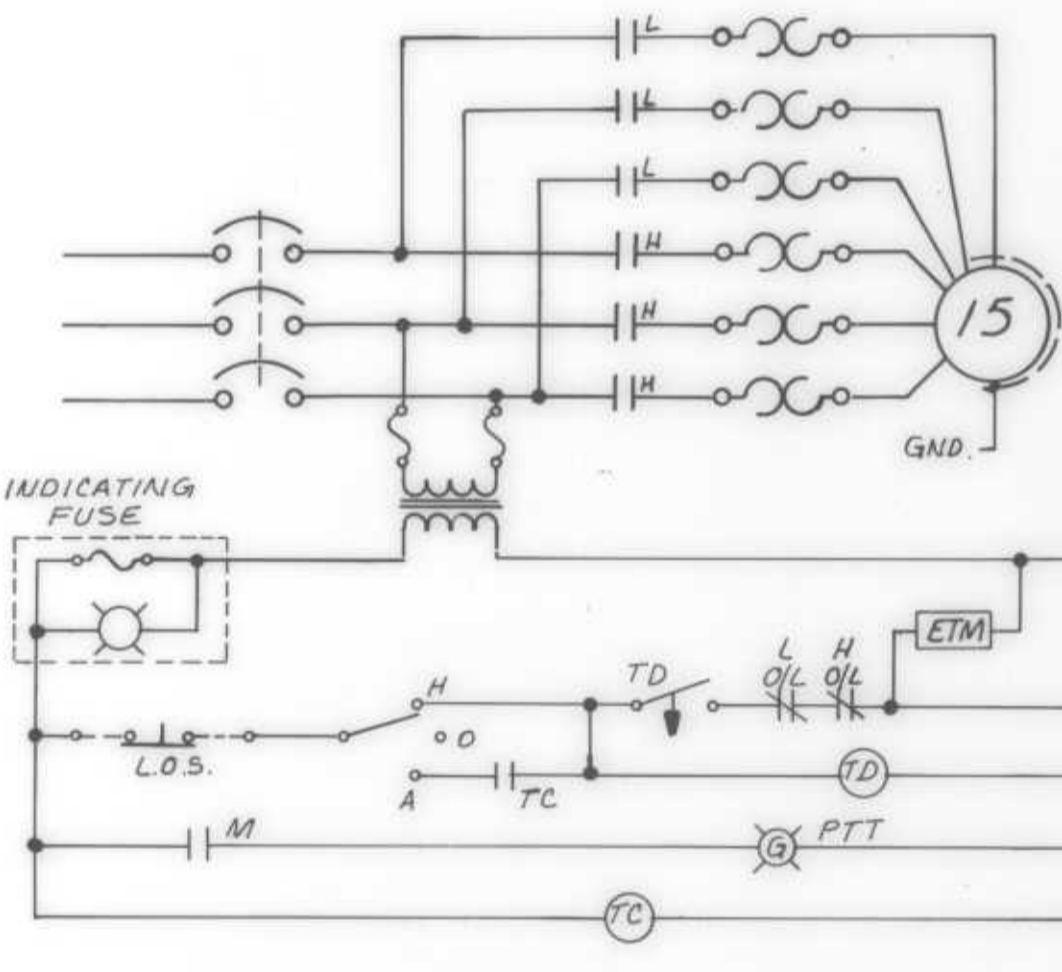 L
L
L
H
H
H
15
GND.
INDICATING
FUSE
ETM
L
O/L
H
O/L
TD
H
O
L.O.S.
A
TC
TD
M
G
PTT
TC